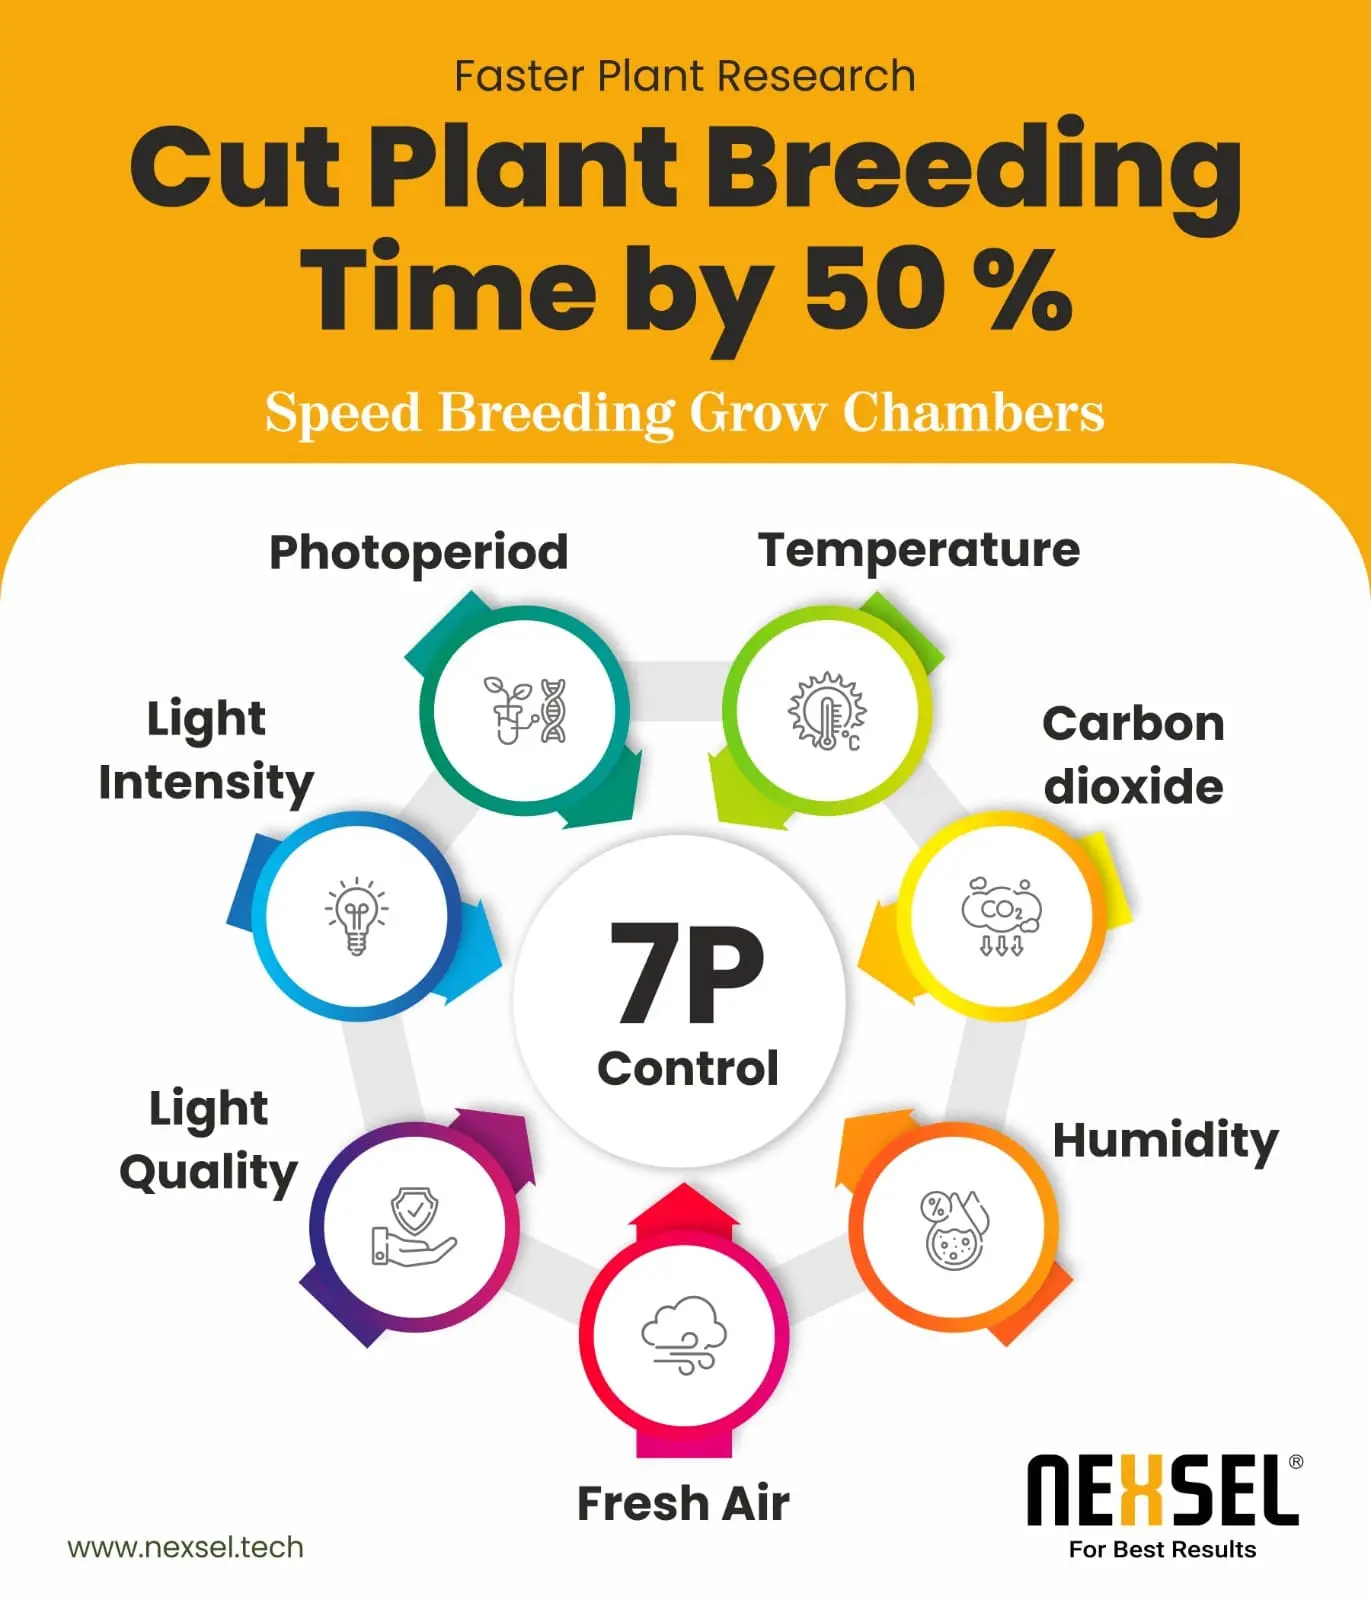 Faster Plant Research
Cut Plant Breeding
Time by 50 %
Speed Breeding Grow Chambers
Photoperiod
Temperature
Light
Intensity
Carbon
dioxide
°C
CO2
7P
Control
Light
Quality
Humidity
%
Fresh Air
NEXSEL®
For Best Results
www.nexsel.tech